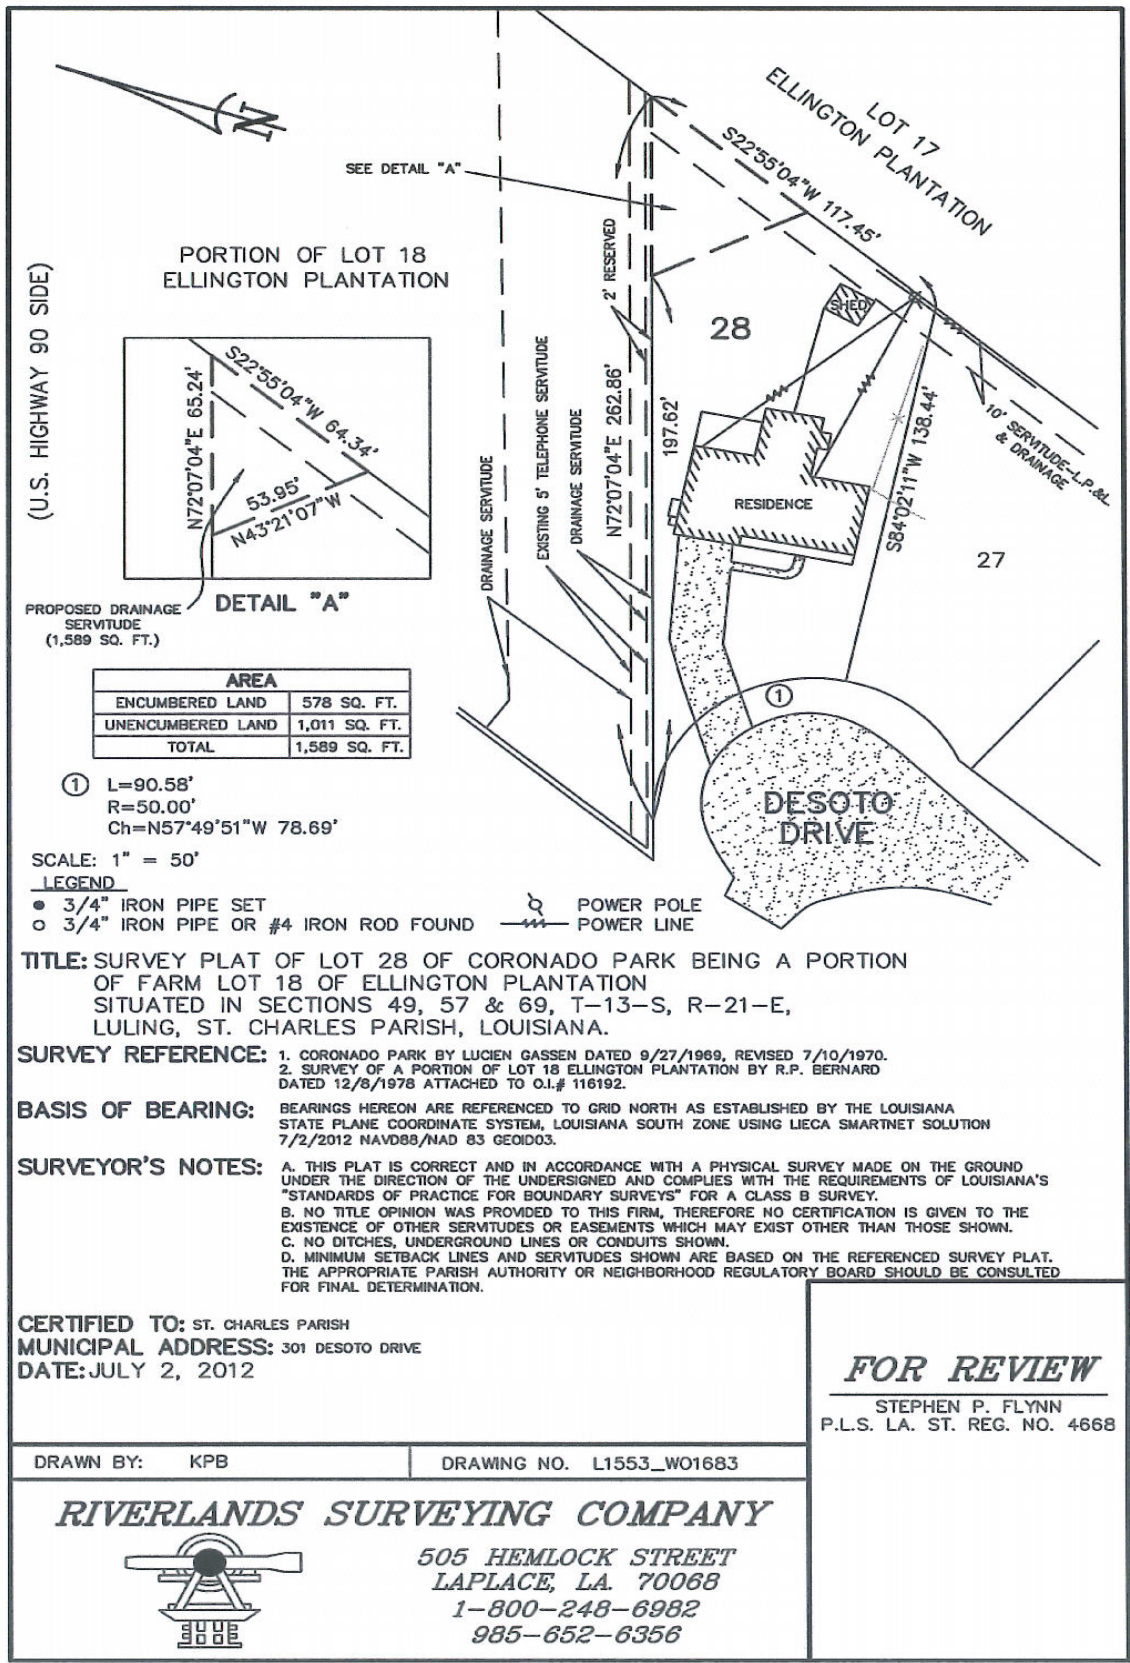 LOT 17
ELLINGTON PLANTATION
N
SEE DETAIL "A"
S22°55'04"W 117.45'
PORTION OF LOT 18
ELLINGTON PLANTATION
(U.S. HIGHWAY 90 SIDE)
2' RESERVED
28
SHED
S22°55'04"W 64.34'
N72°07'04"E 65.24'
53.95'
N43°21'07"W
DETAIL "A"
PROPOSED DRAINAGE
SERVITUDE
(1,589 SQ. FT.)
DRAINAGE SERVITUDE
EXISTING 5' TELEPHONE SERVITUDE
DRAINAGE SERVITUDE
N72°07'04"E 262.86'
197.62'
RESIDENCE
S84°02'11"W 138.44'
10' SERVITUDE-L.P.&L
& DRAINAGE
27
AREA
ENCUMBERED LAND 578 SQ. FT.
UNENCUMBERED LAND 1,011 SQ. FT.
TOTAL 1,589 SQ. FT.
1
DESOTO
DRIVE
1 L=90.58'
R=50.00'
Ch=N57°49'51"W 78.69'
SCALE: 1" = 50'
LEGEND
3/4" IRON PIPE SET
3/4" IRON PIPE OR #4 IRON ROD FOUND
POWER POLE
POWER LINE
TITLE: SURVEY PLAT OF LOT 28 OF CORONADO PARK BEING A PORTION
OF FARM LOT 18 OF ELLINGTON PLANTATION
SITUATED IN SECTIONS 49, 57 & 69, T-13-S, R-21-E,
LULING, ST. CHARLES PARISH, LOUISIANA.
SURVEY REFERENCE: 1. CORONADO PARK BY LUCIEN GASSEN DATED 9/27/1969, REVISED 7/10/1970.
2. SURVEY OF A PORTION OF LOT 18 ELLINGTON PLANTATION BY R.P. BERNARD
DATED 12/8/1978 ATTACHED TO O.I.# 116192.
BASIS OF BEARING: BEARINGS HEREON ARE REFERENCED TO GRID NORTH AS ESTABLISHED BY THE LOUISIANA
STATE PLANE COORDINATE SYSTEM, LOUISIANA SOUTH ZONE USING LIECA SMARTNET SOLUTION
7/2/2012 NAVD88/NAD 83 GEOID03.
SURVEYOR'S NOTES: A. THIS PLAT IS CORRECT AND IN ACCORDANCE WITH A PHYSICAL SURVEY MADE ON THE GROUND
UNDER THE DIRECTION OF THE UNDERSIGNED AND COMPLIES WITH THE REQUIREMENTS OF LOUISIANA'S
"STANDARDS OF PRACTICE FOR BOUNDARY SURVEYS" FOR A CLASS B SURVEY.
B. NO TITLE OPINION WAS PROVIDED TO THIS FIRM, THEREFORE NO CERTIFICATION IS GIVEN TO THE
EXISTENCE OF OTHER SERVITUDES OR EASEMENTS WHICH MAY EXIST OTHER THAN THOSE SHOWN.
C. NO DITCHES, UNDERGROUND LINES OR CONDUITS SHOWN.
D. MINIMUM SETBACK LINES AND SERVITUDES SHOWN ARE BASED ON THE REFERENCED SURVEY PLAT.
THE APPROPRIATE PARISH AUTHORITY OR NEIGHBORHOOD REGULATORY BOARD SHOULD BE CONSULTED
FOR FINAL DETERMINATION.
CERTIFIED TO: ST. CHARLES PARISH
MUNICIPAL ADDRESS: 301 DESOTO DRIVE
DATE: JULY 2, 2012
FOR REVIEW
STEPHEN P. FLYNN
P.L.S. LA. ST. REG. NO. 4668
DRAWN BY: KPB
DRAWING NO. L1553_WO1683
RIVERLANDS SURVEYING COMPANY
505 HEMLOCK STREET
LAPLACE, LA. 70068
1-800-248-6982
985-652-6356